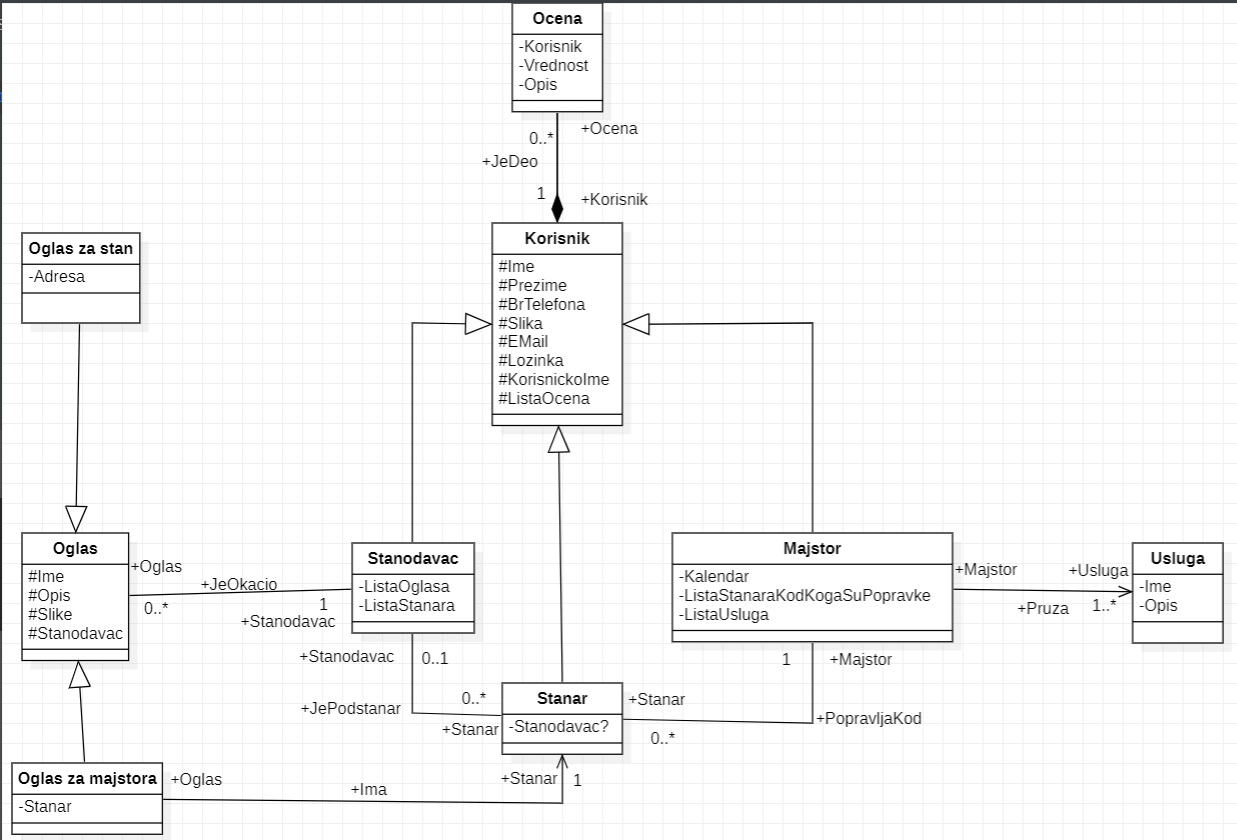 Ocena
-Korisnik
-Vrednost
-Opis
+Ocena
0..*
+JeDeo
1
+Korisnik
Korisnik
#Ime
#Prezime
#BrTelefona
#Slika
#EMail
#Lozinka
#KorisnickoIme
#ListaOcena
Oglas za stan
-Adresa
Oglas
#Ime
#Opis
#Slike
#Stanodavac
+Oglas
0..*
+JeOkacio
1
+Stanodavac
Stanodavac
-ListaOglasa
-ListaStanara
+Stanodavac
0..1
+JePodstanar
0..*
+Stanar
Stanar
-Stanodavac?
+Stanar
0..*
+PopravljaKod
1
+Majstor
Majstor
-Kalendar
-ListaStanaraKodKogaSuPopravke
-ListaUsluga
+Majstor
+Pruza
+Usluga
1..*
Usluga
-Ime
-Opis
Oglas za majstora
-Stanar
+Oglas
+Ima
+Stanar
1